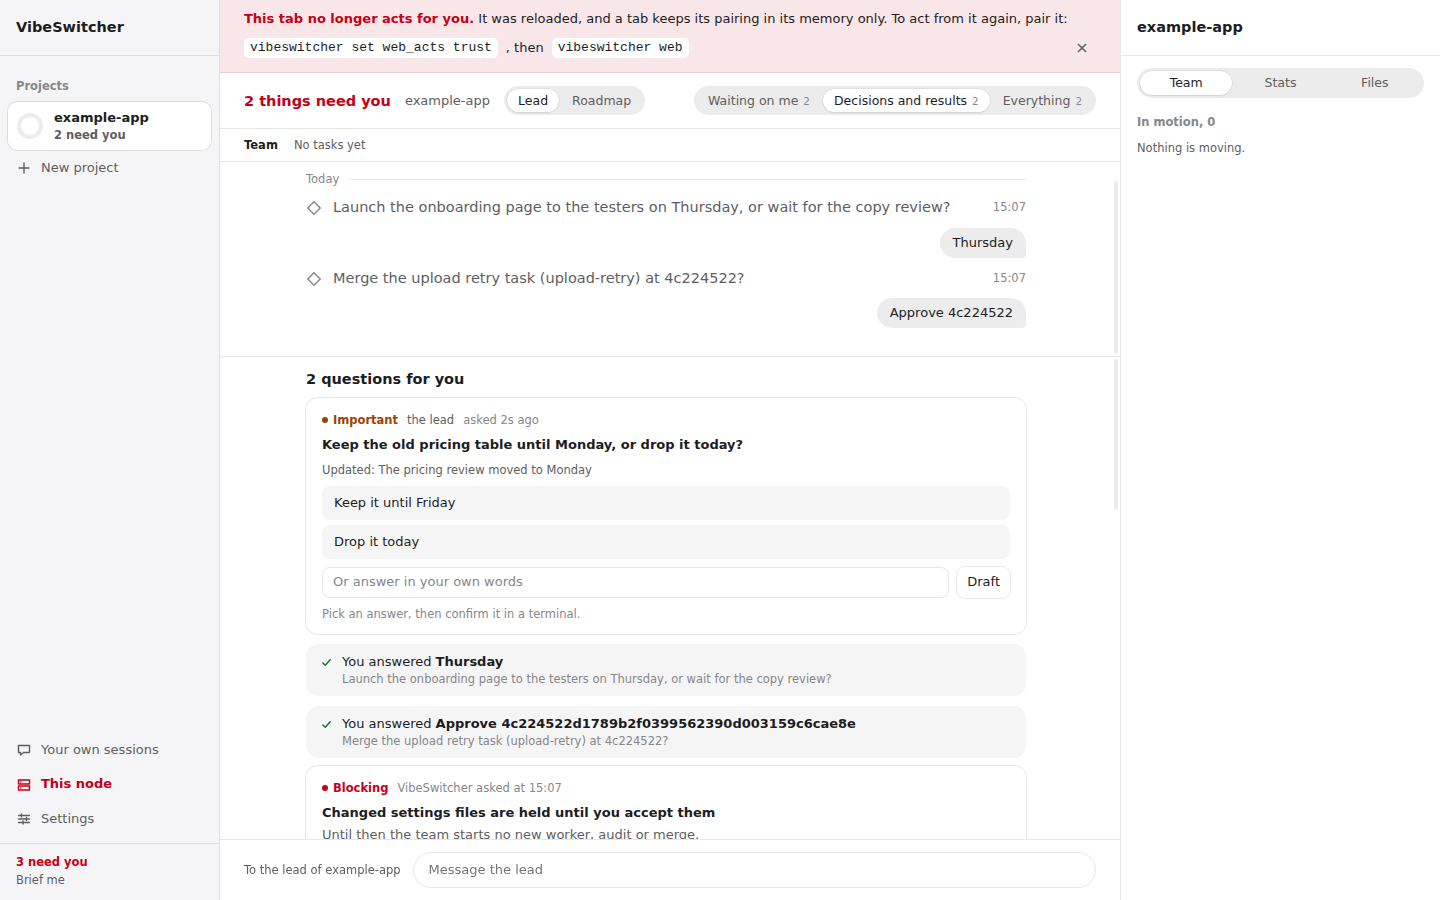 VibeSwitcher
Projects
example-app
2 need you
New project
Your own sessions
This node
Settings
3 need you
Brief me
This tab no longer acts for you. It was reloaded, and a tab keeps its pairing in its memory only. To act from it again, pair it:
vibeswitcher set web_acts trust , then vibeswitcher web
2 things need you example-app Lead Roadmap Waiting on me 2 Decisions and results 2 Everything 2
Team No tasks yet
Today
Launch the onboarding page to the testers on Thursday, or wait for the copy review? 15:07
Thursday
Merge the upload retry task (upload-retry) at 4c224522? 15:07
Approve 4c224522
2 questions for you
Important the lead asked 2s ago
Keep the old pricing table until Monday, or drop it today?
Updated: The pricing review moved to Monday
Keep it until Friday
Drop it today
Or answer in your own words Draft
Pick an answer, then confirm it in a terminal.
You answered Thursday
Launch the onboarding page to the testers on Thursday, or wait for the copy review?
You answered Approve 4c224522d1789b2f0399562390d003159c6cae8e
Merge the upload retry task (upload-retry) at 4c224522?
Blocking VibeSwitcher asked at 15:07
Changed settings files are held until you accept them
Until then the team starts no new worker, audit or merge.
To the lead of example-app Message the lead
example-app
Team Stats Files
In motion, 0
Nothing is moving.